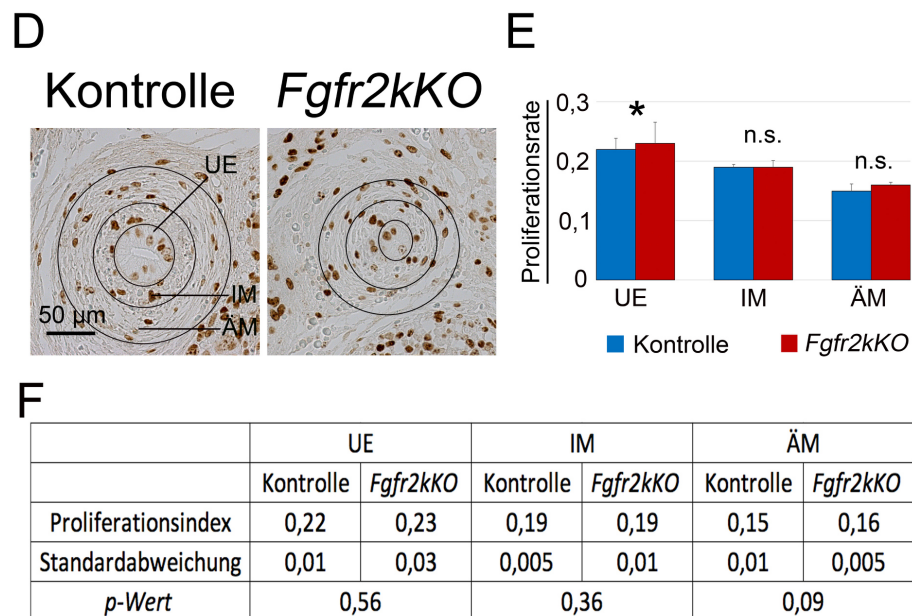 D
Kontrolle Fgfr2kKO
UE
IM
ÄM
50 µm
E
Proliferationsrate
0,3
0,2
0,1
0
*
n.s.
n.s.
UE IM ÄM
Kontrolle Fgfr2kKO
F
UE IM ÄM
Kontrolle Fgfr2kKO Kontrolle Fgfr2kKO Kontrolle Fgfr2kKO
Proliferationsindex 0,22 0,23 0,19 0,19 0,15 0,16
Standardabweichung 0,01 0,03 0,005 0,01 0,01 0,005
p-Wert 0,56 0,36 0,09